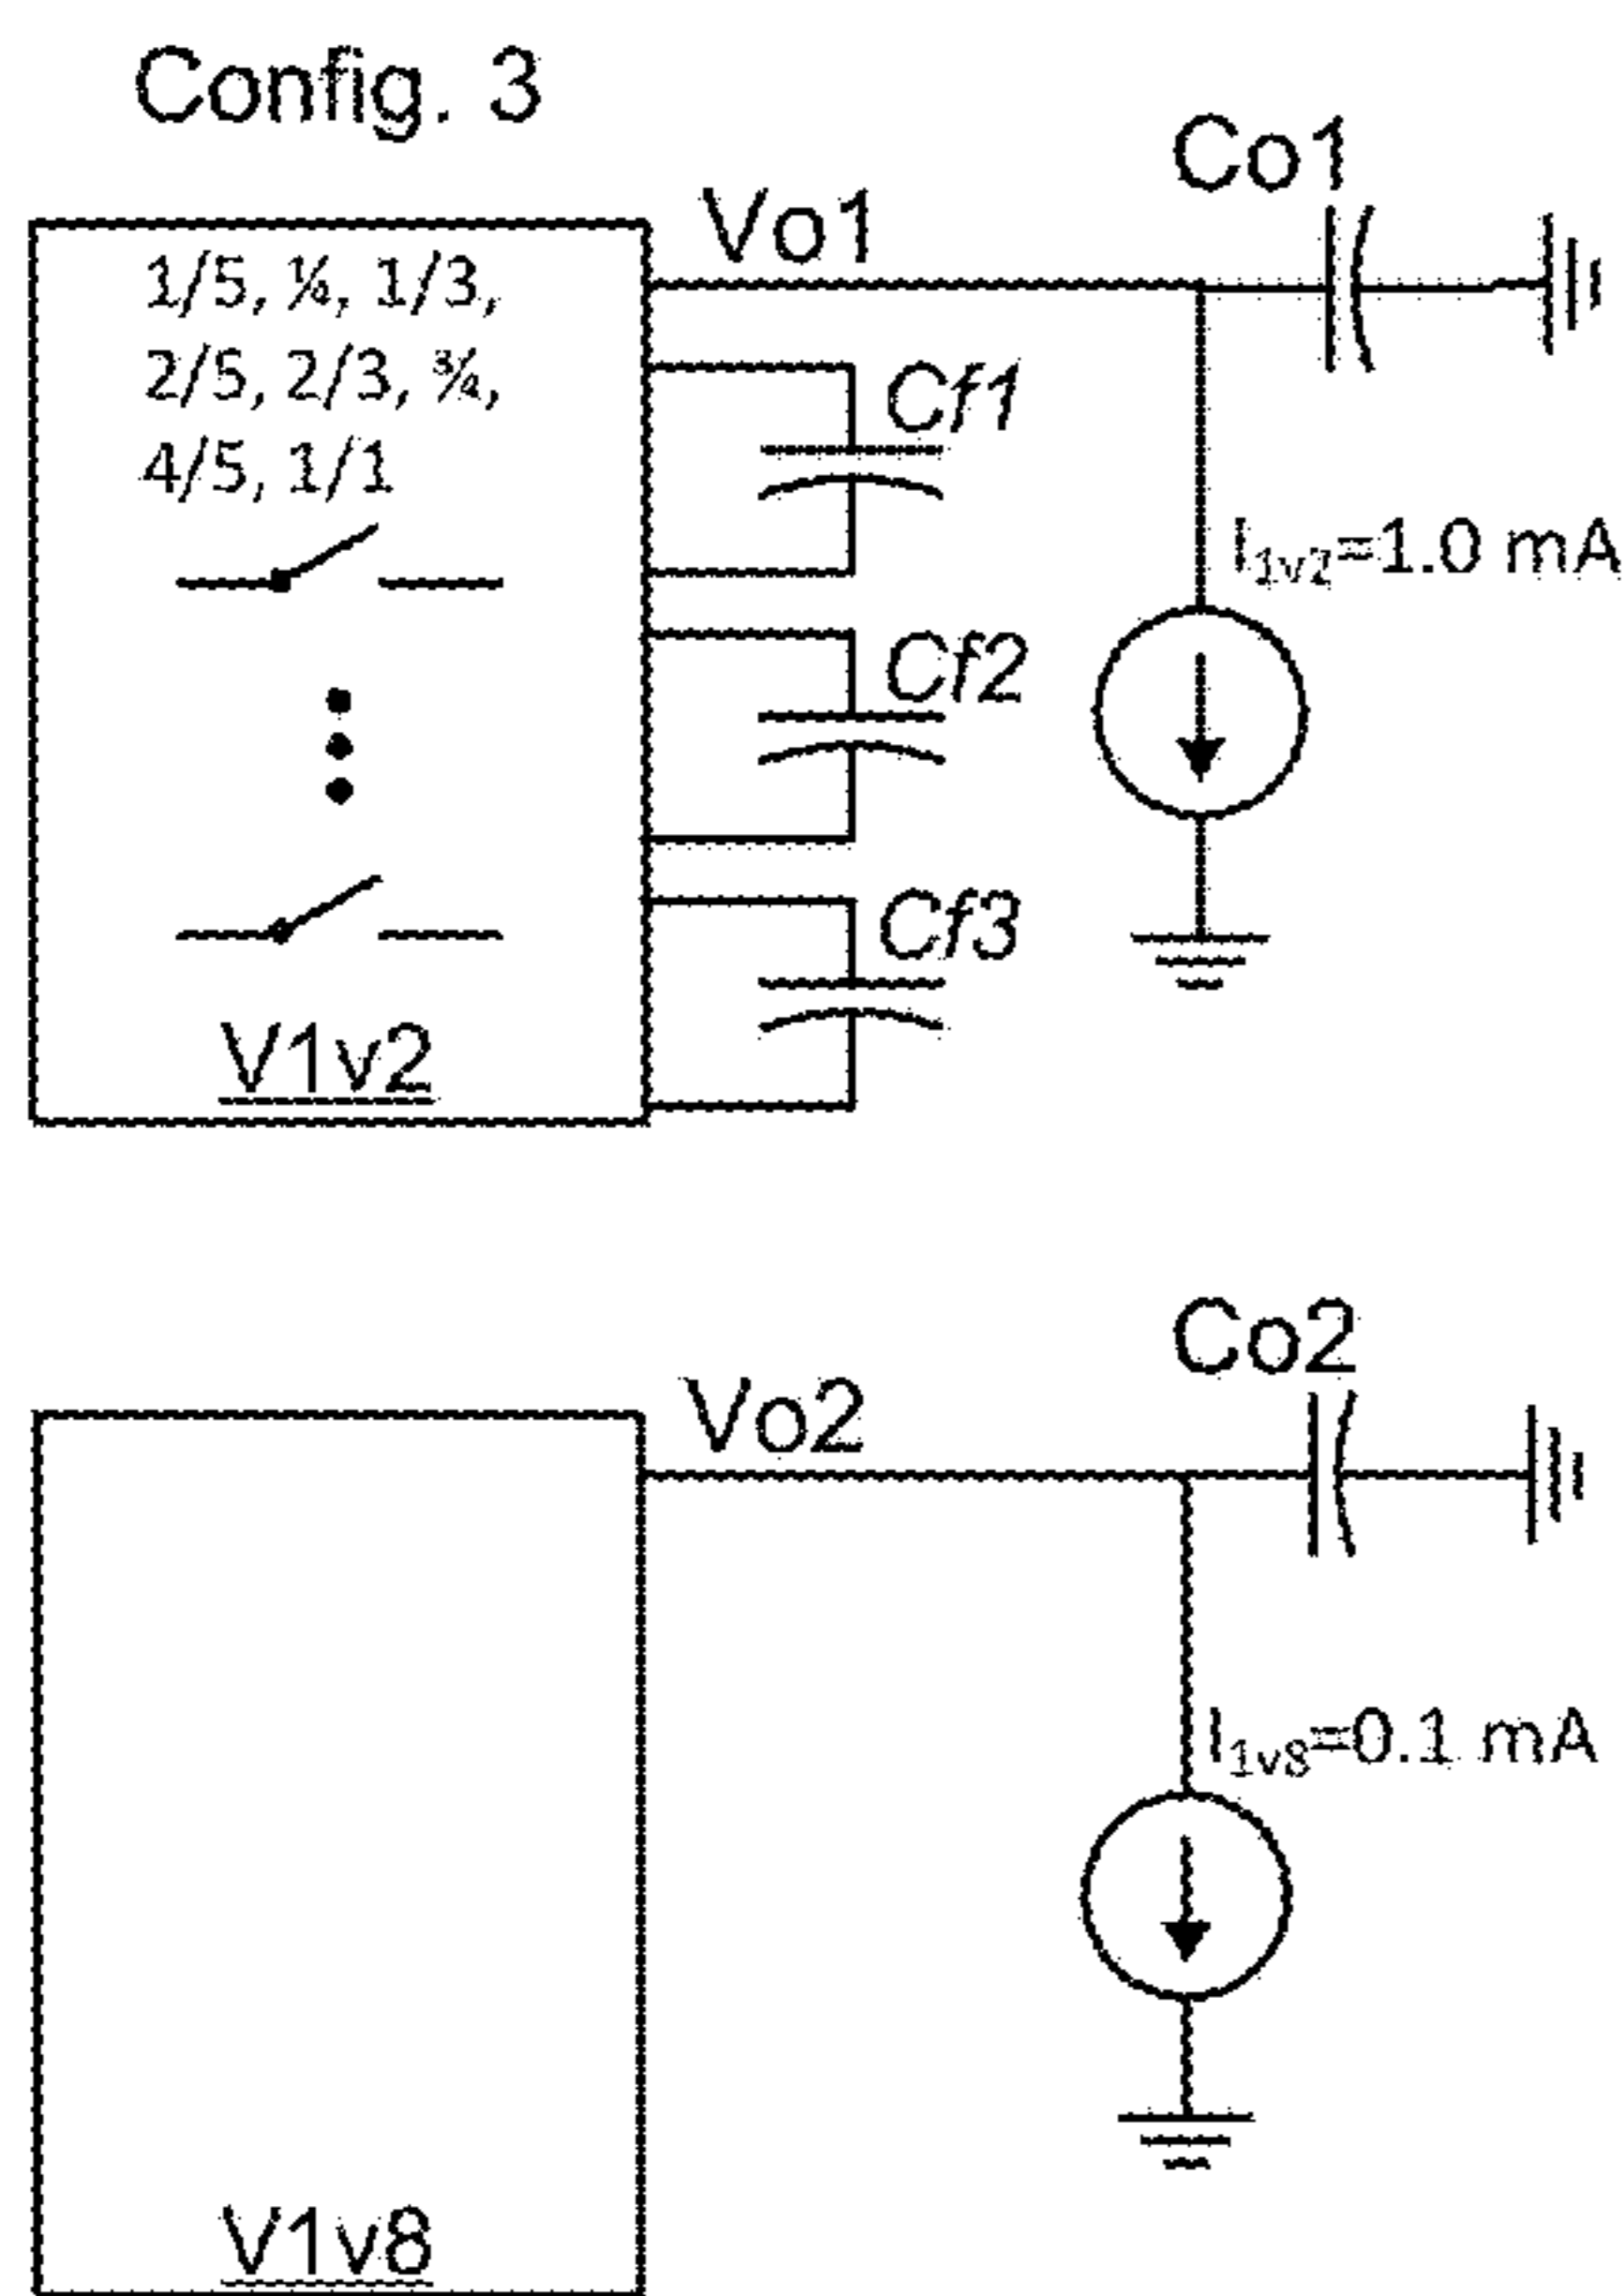 Config. 3
Co1
Vo1
1/5, ¼, 1/3,
2/5, 2/3, ¾,
4/5, 1/1
Cf1
I1v2=1.0 mA
Cf2
Cf3
V1v2
Co2
Vo2
I1v8=0.1 mA
V1v8